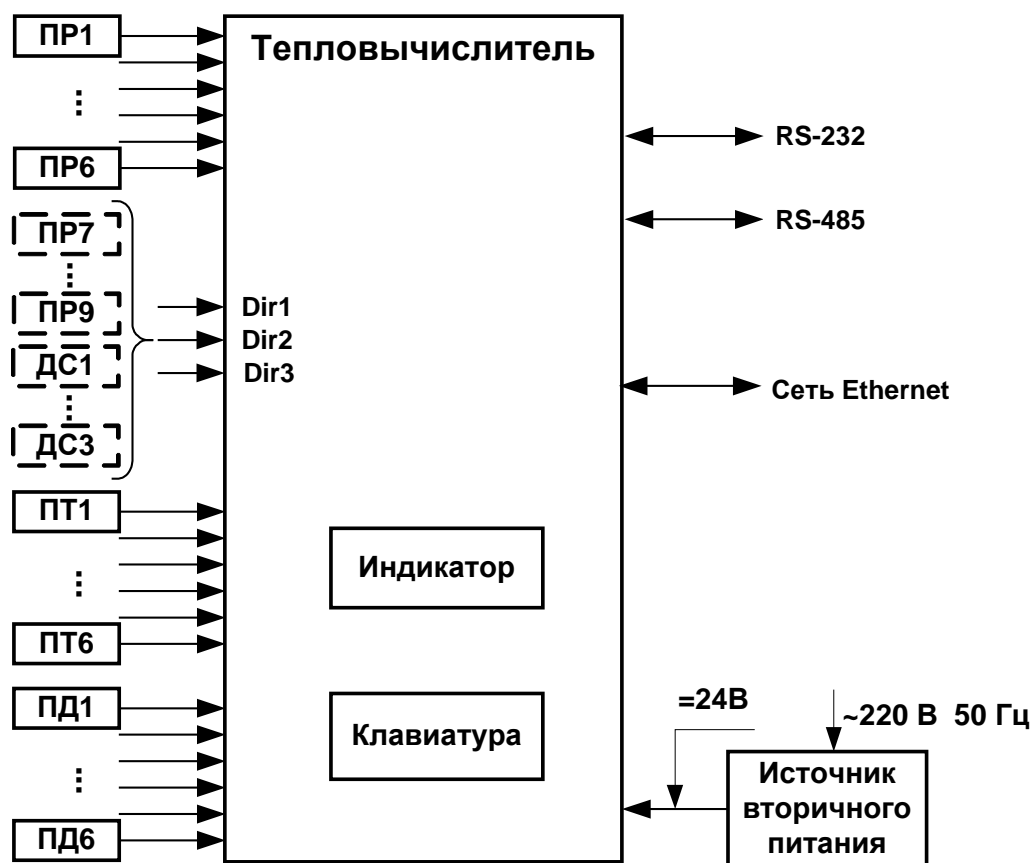 ПР1
ПР6
ПР7
ПР9
ДС1
ДС3
ПТ1
ПТ6
ПД1
ПД6
Тепловычислитель
Dir1
Dir2
Dir3
Индикатор
Клавиатура
RS-232
RS-485
Сеть Ethernet
=24В
~220 В 50 Гц
Источник
вторичного
питания